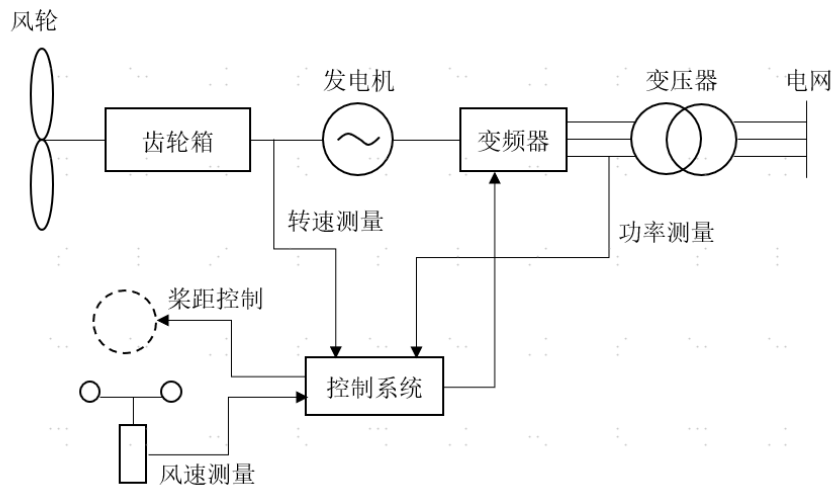 风轮
发电机
变压器
电网
齿轮箱
变频器
转速测量
功率测量
桨距控制
控制系统
风速测量